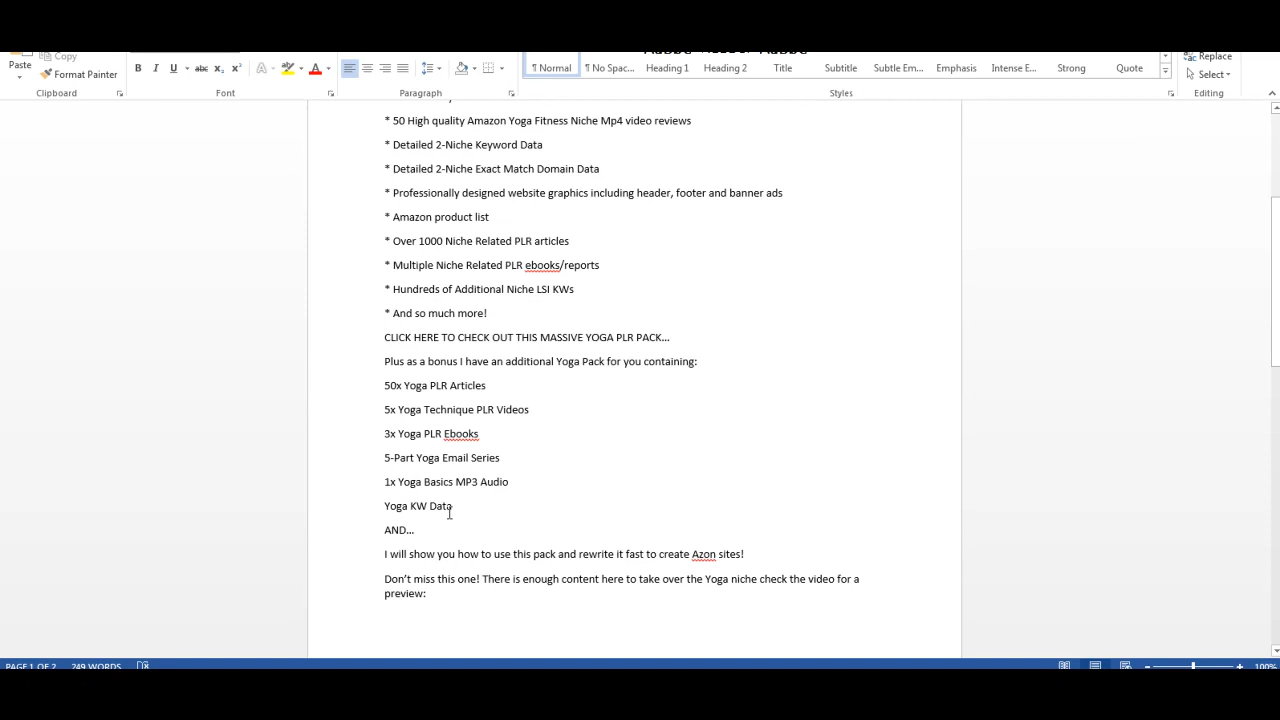 Copy
Replace
Paste
Format Painter
B I U abc X₂ X² A A
¶ Normal ¶ No Spac... Heading 1 Heading 2 Title Subtitle Subtle Em... Emphasis Intense E... Strong Quote
Select
Clipboard Font Paragraph Styles Editing
* 50 High quality Amazon Yoga Fitness Niche Mp4 video reviews
* Detailed 2-Niche Keyword Data
* Detailed 2-Niche Exact Match Domain Data
* Professionally designed website graphics including header, footer and banner ads
* Amazon product list
* Over 1000 Niche Related PLR articles
* Multiple Niche Related PLR ebooks/reports
* Hundreds of Additional Niche LSI KWs
* And so much more!
CLICK HERE TO CHECK OUT THIS MASSIVE YOGA PLR PACK...
Plus as a bonus I have an additional Yoga Pack for you containing:
50x Yoga PLR Articles
5x Yoga Technique PLR Videos
3x Yoga PLR Ebooks
5-Part Yoga Email Series
1x Yoga Basics MP3 Audio
Yoga KW Data
AND...
I will show you how to use this pack and rewrite it fast to create Azon sites!
Don't miss this one! There is enough content here to take over the Yoga niche check the video for a
preview:
PAGE 1 OF 2 249 WORDS 100%